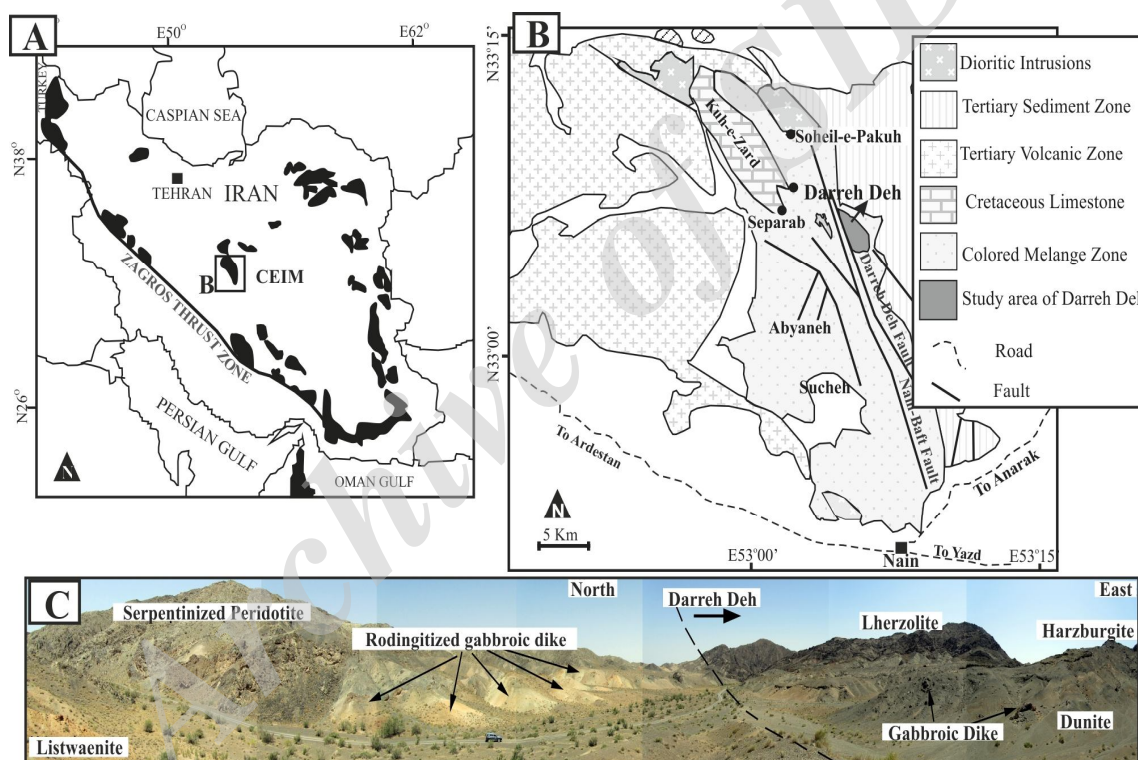 A
E50°
E62°
TURKEY
CASPIAN SEA
N38°
TEHRAN
IRAN
B
CEIM
ZAGROS THRUST ZONE
N26°
PERSIAN GULF
OMAN GULF
N
B
N33°15’
Kuh-e-Zard
Soheil-e-Pakuh
Darreh Deh
Separab
Darreh Deh Fault
Abyaneh
N33°00’
Sucheh
Nain-Baft Fault
To Ardestan
To Anarak
N
5 Km
E53°00’
Nain
To Yazd
E53°15’
Dioritic Intrusions
Tertiary Sediment Zone
Tertiary Volcanic Zone
Cretaceous Limestone
Colored Melange Zone
Study area of Darreh Deh
Road
Fault
C
Serpentinized Peridotite
North
Darreh Deh
East
Rodingitized gabbroic dike
Lherzolite
Harzburgite
Listwaenite
Gabbroic Dike
Dunite
Archive of SID